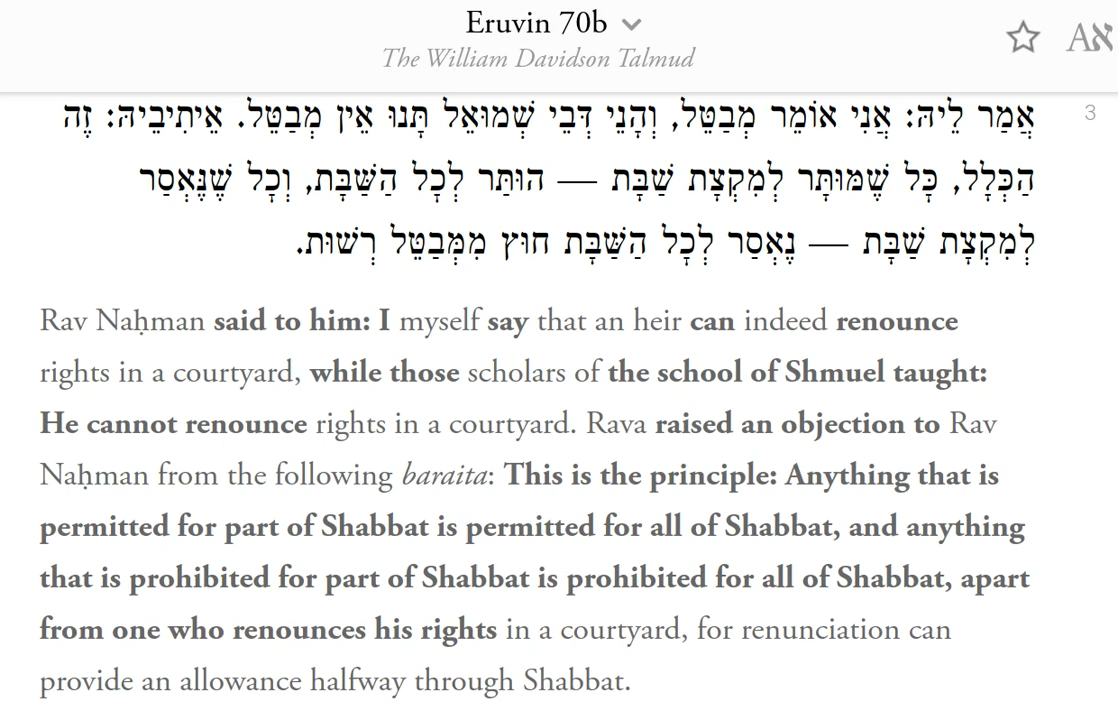 Eruvin 70b
The William Davidson Talmud
Aא
3
אֲמַר לֵיהּ: אֲנִי אוֹמֵר מְבַטֵּל, וְהָנֵי דְּבֵי שְׁמוּאֵל תָּנוּ אֵין מְבַטֵּל. אֵיתִיבֵיהּ: זֶה
הַכְּלָל, כׇּל שֶׁמּוּתָּר לְמִקְצָת שַׁבָּת — הוּתַּר לְכׇל הַשַּׁבָּת, וְכׇל שֶׁנֶּאְסַר
לְמִקְצָת שַׁבָּת — נֶאְסַר לְכׇל הַשַּׁבָּת חוּץ מִמְּבַטֵּל רְשׁוּת.
Rav Naḥman said to him: I myself say that an heir can indeed renounce
rights in a courtyard, while those scholars of the school of Shmuel taught:
He cannot renounce rights in a courtyard. Rava raised an objection to Rav
Naḥman from the following baraita: This is the principle: Anything that is
permitted for part of Shabbat is permitted for all of Shabbat, and anything
that is prohibited for part of Shabbat is prohibited for all of Shabbat, apart
from one who renounces his rights in a courtyard, for renunciation can
provide an allowance halfway through Shabbat.